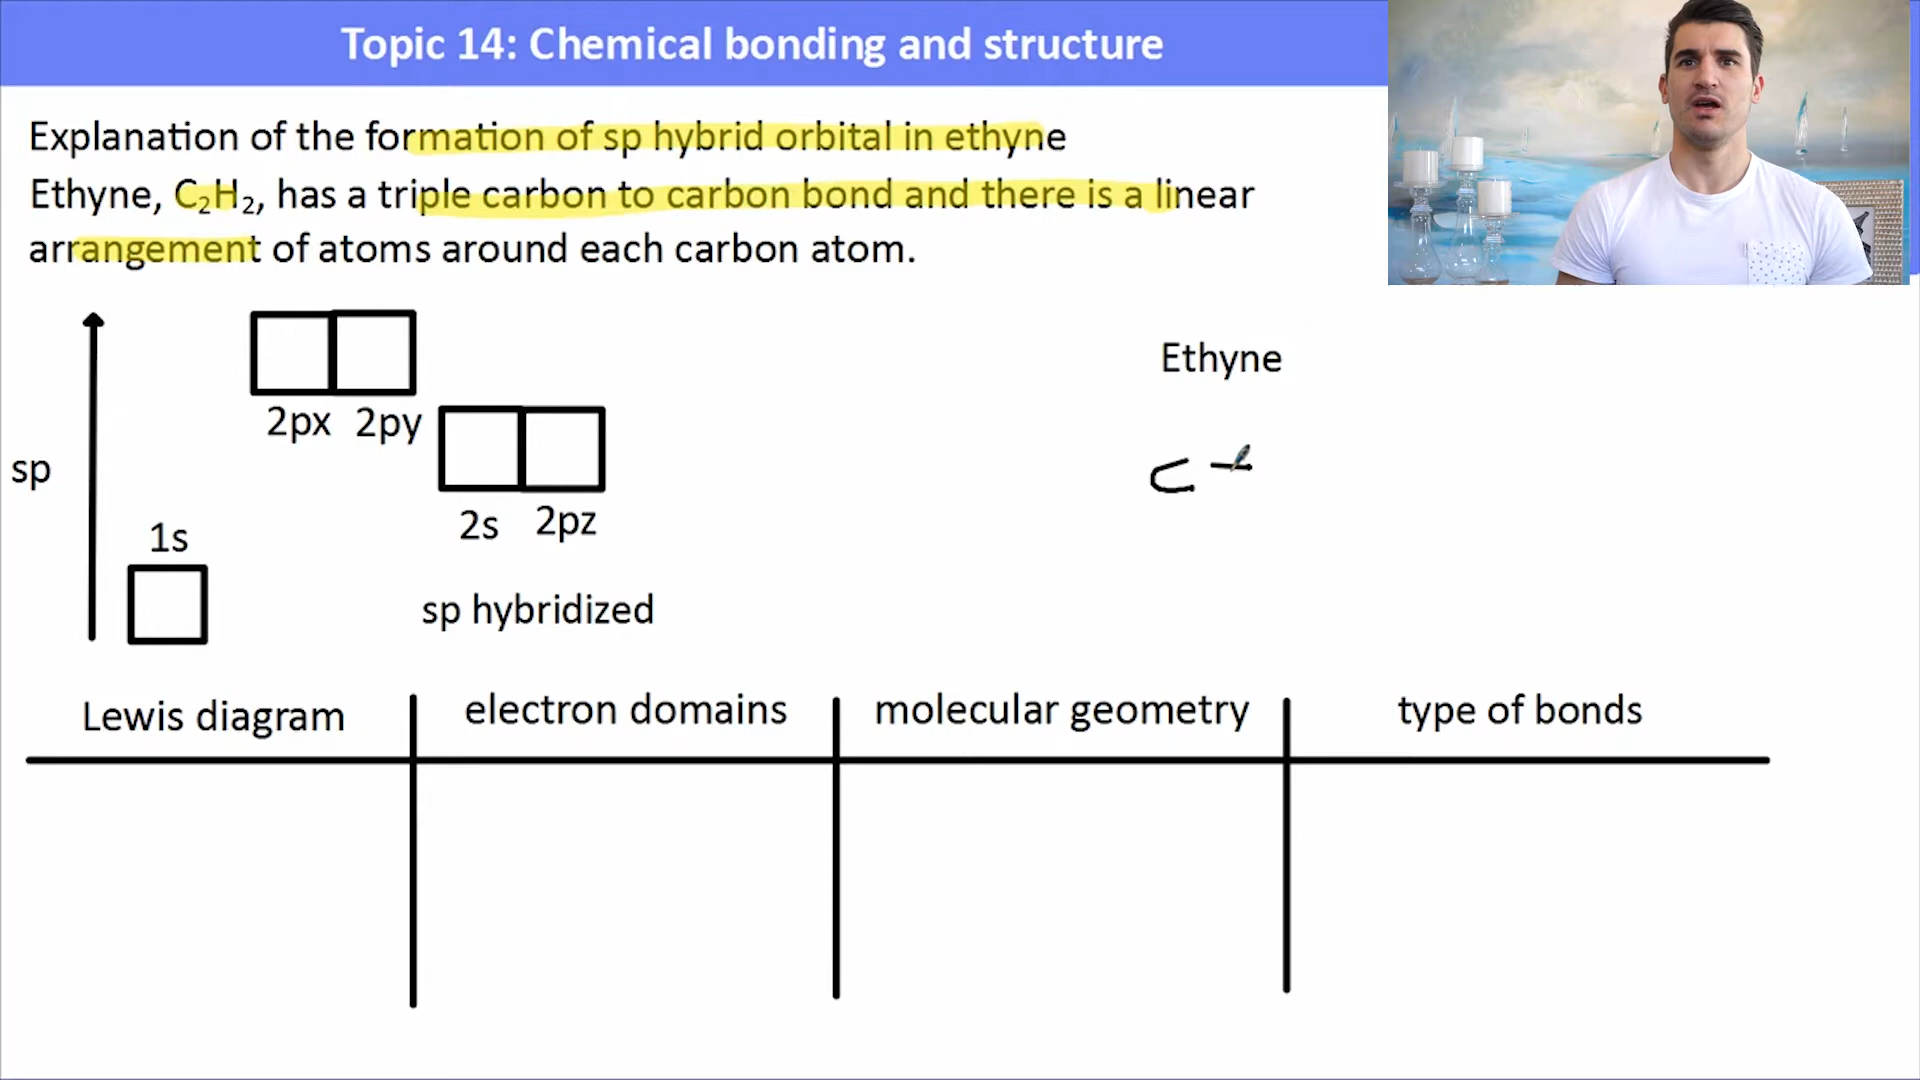 Topic 14: Chemical bonding and structure
Explanation of the formation of sp hybrid orbital in ethyne
Ethyne, C₂H₂, has a triple carbon to carbon bond and there is a linear
arrangement of atoms around each carbon atom.
Ethyne
2px 2py
sp
C
2s 2pz
1s
sp hybridized
Lewis diagram electron domains molecular geometry type of bonds